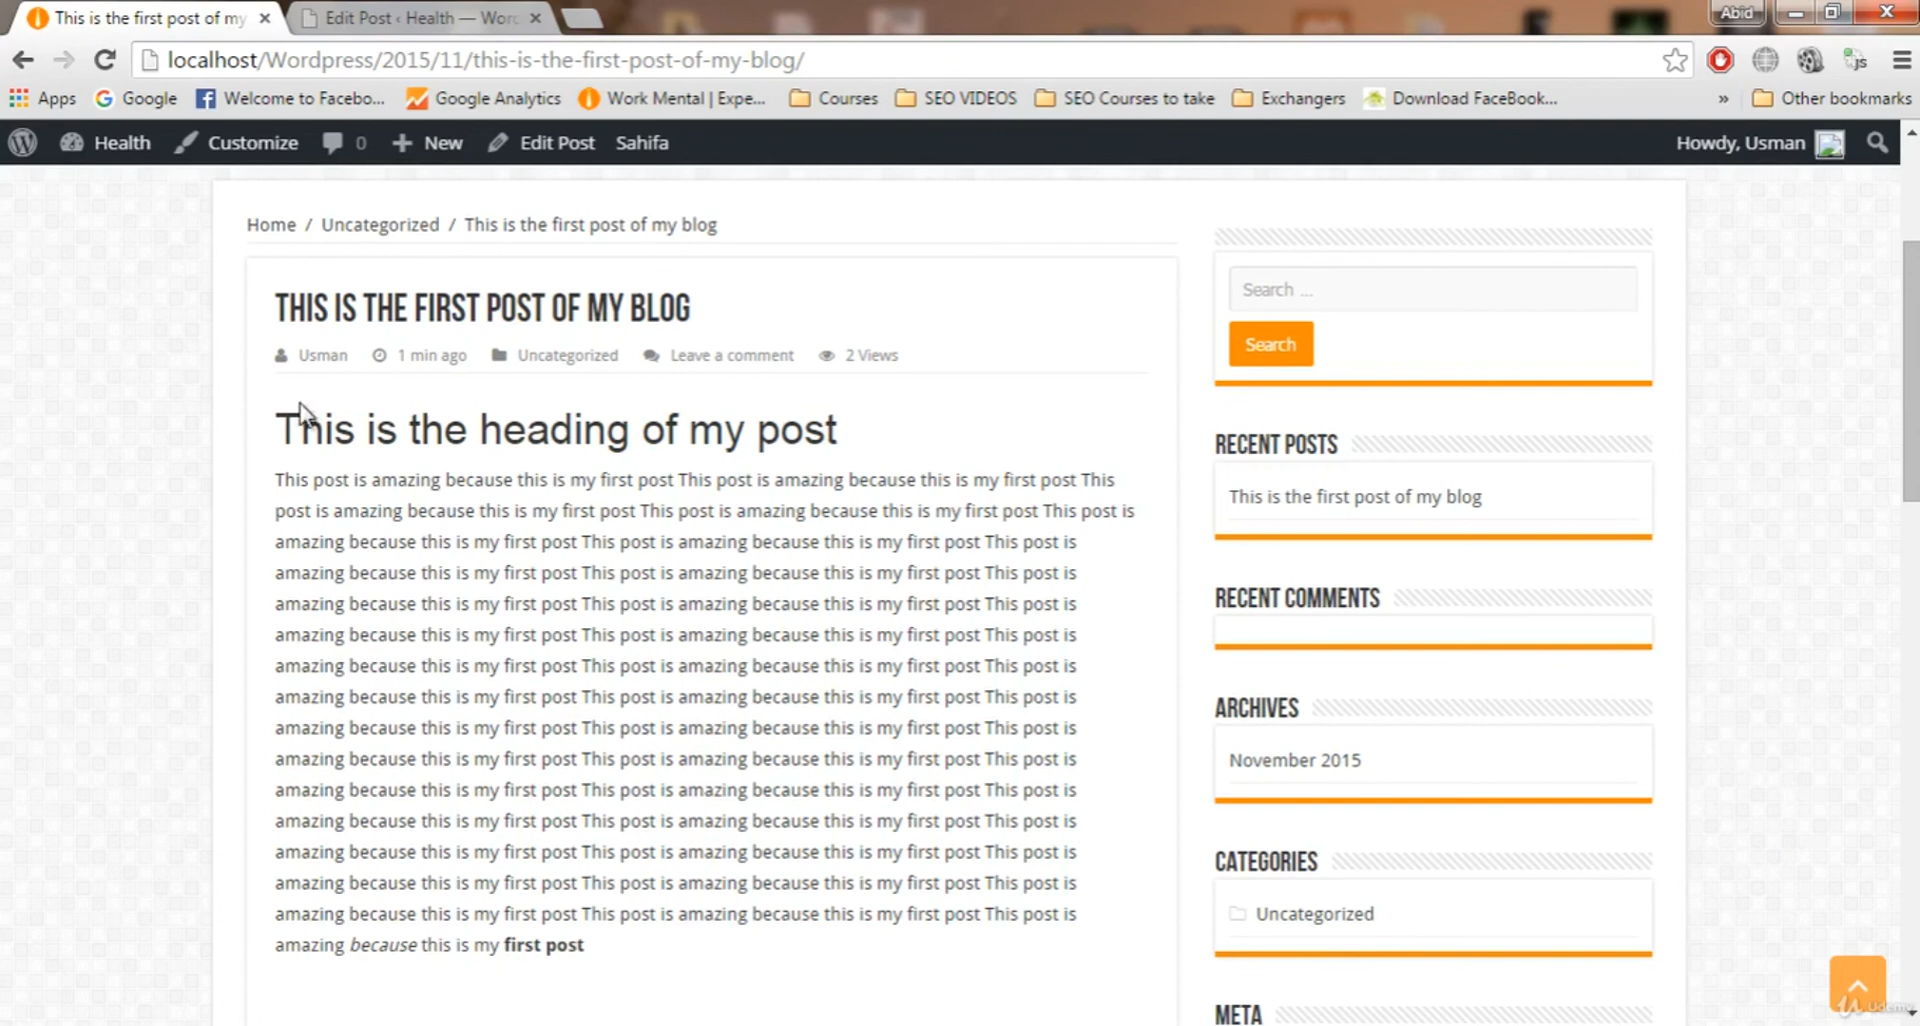 This is the first post of my
Edit Post ‹ Health — Word
Abid
localhost/Wordpress/2015/11/this-is-the-first-post-of-my-blog/
Apps Google Welcome to Facebo... Google Analytics Work Mental | Expe... Courses SEO VIDEOS SEO Courses to take Exchangers Download FaceBook... » Other bookmarks
Health Customize 0 New Edit Post Sahifa Howdy, Usman
Home / Uncategorized / This is the first post of my blog
THIS IS THE FIRST POST OF MY BLOG
Usman 1 min ago Uncategorized Leave a comment 2 Views
This is the heading of my post
This post is amazing because this is my first post This post is amazing because this is my first post This
post is amazing because this is my first post This post is amazing because this is my first post This post is
amazing because this is my first post This post is amazing because this is my first post This post is
amazing because this is my first post This post is amazing because this is my first post This post is
amazing because this is my first post This post is amazing because this is my first post This post is
amazing because this is my first post This post is amazing because this is my first post This post is
amazing because this is my first post This post is amazing because this is my first post This post is
amazing because this is my first post This post is amazing because this is my first post This post is
amazing because this is my first post This post is amazing because this is my first post This post is
amazing because this is my first post This post is amazing because this is my first post This post is
amazing because this is my first post This post is amazing because this is my first post This post is
amazing because this is my first post This post is amazing because this is my first post This post is
amazing because this is my first post This post is amazing because this is my first post This post is
amazing because this is my first post This post is amazing because this is my first post This post is
amazing because this is my first post This post is amazing because this is my first post This post is
amazing because this is my first post
Search ...
Search
RECENT POSTS
This is the first post of my blog
RECENT COMMENTS
ARCHIVES
November 2015
CATEGORIES
Uncategorized
META
Udemy